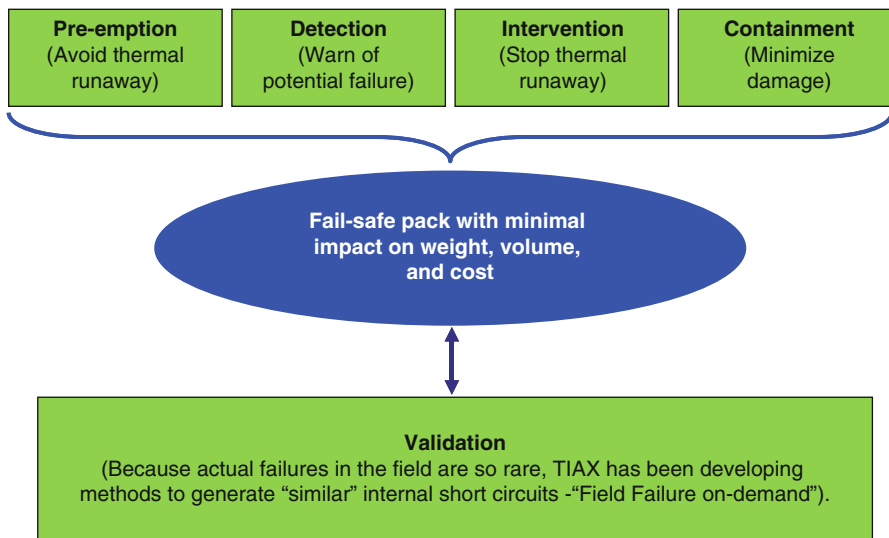 Pre-emption
(Avoid thermal
runaway)
Detection
(Warn of
potential failure)
Intervention
(Stop thermal
runaway)
Containment
(Minimize
damage)
Fail-safe pack with minimal
impact on weight, volume,
and cost
Validation
(Because actual failures in the field are so rare, TIAX has been developing
methods to generate “similar” internal short circuits -“Field Failure on-demand”).